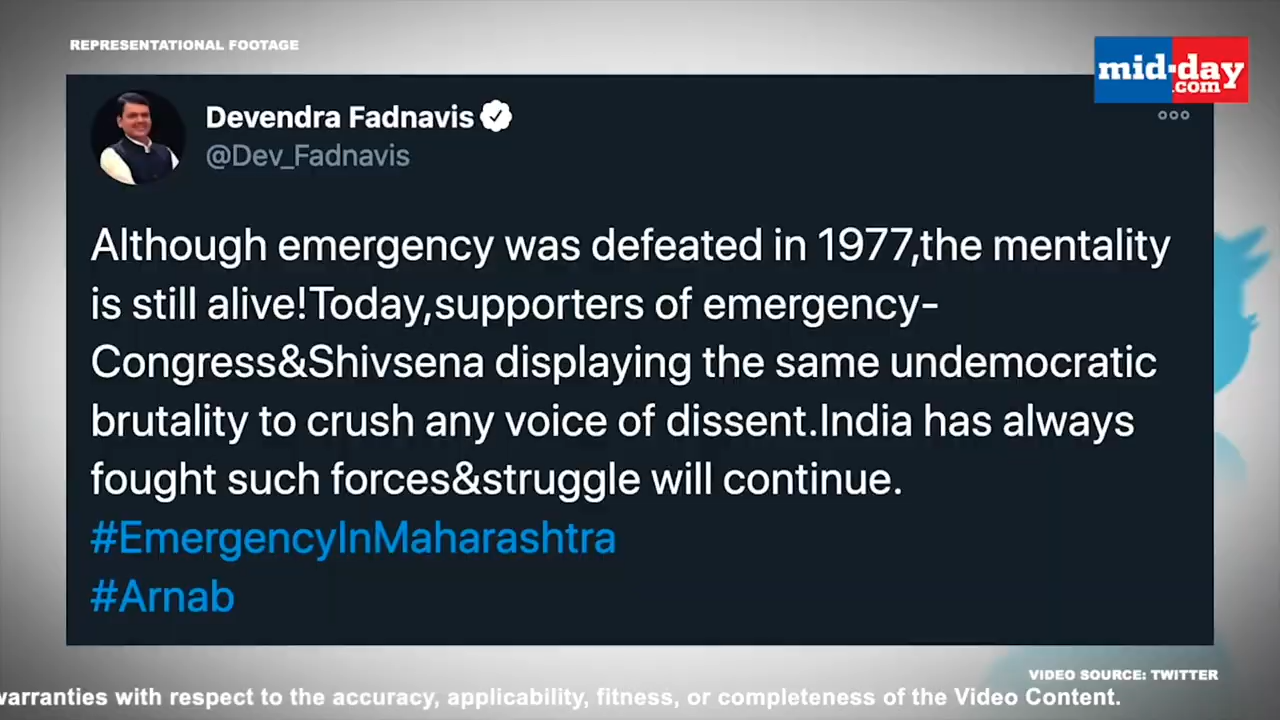 REPRESENTATIONAL FOOTAGE
mid-day
.com
Devendra Fadnavis
@Dev_Fadnavis
Although emergency was defeated in 1977,the mentality
is still alive!Today,supporters of emergency-
Congress&Shivsena displaying the same undemocratic
brutality to crush any voice of dissent.India has always
fought such forces&struggle will continue.
#EmergencyInMaharashtra
#Arnab
VIDEO SOURCE: TWITTER
warranties with respect to the accuracy, applicability, fitness, or completeness of the Video Content.